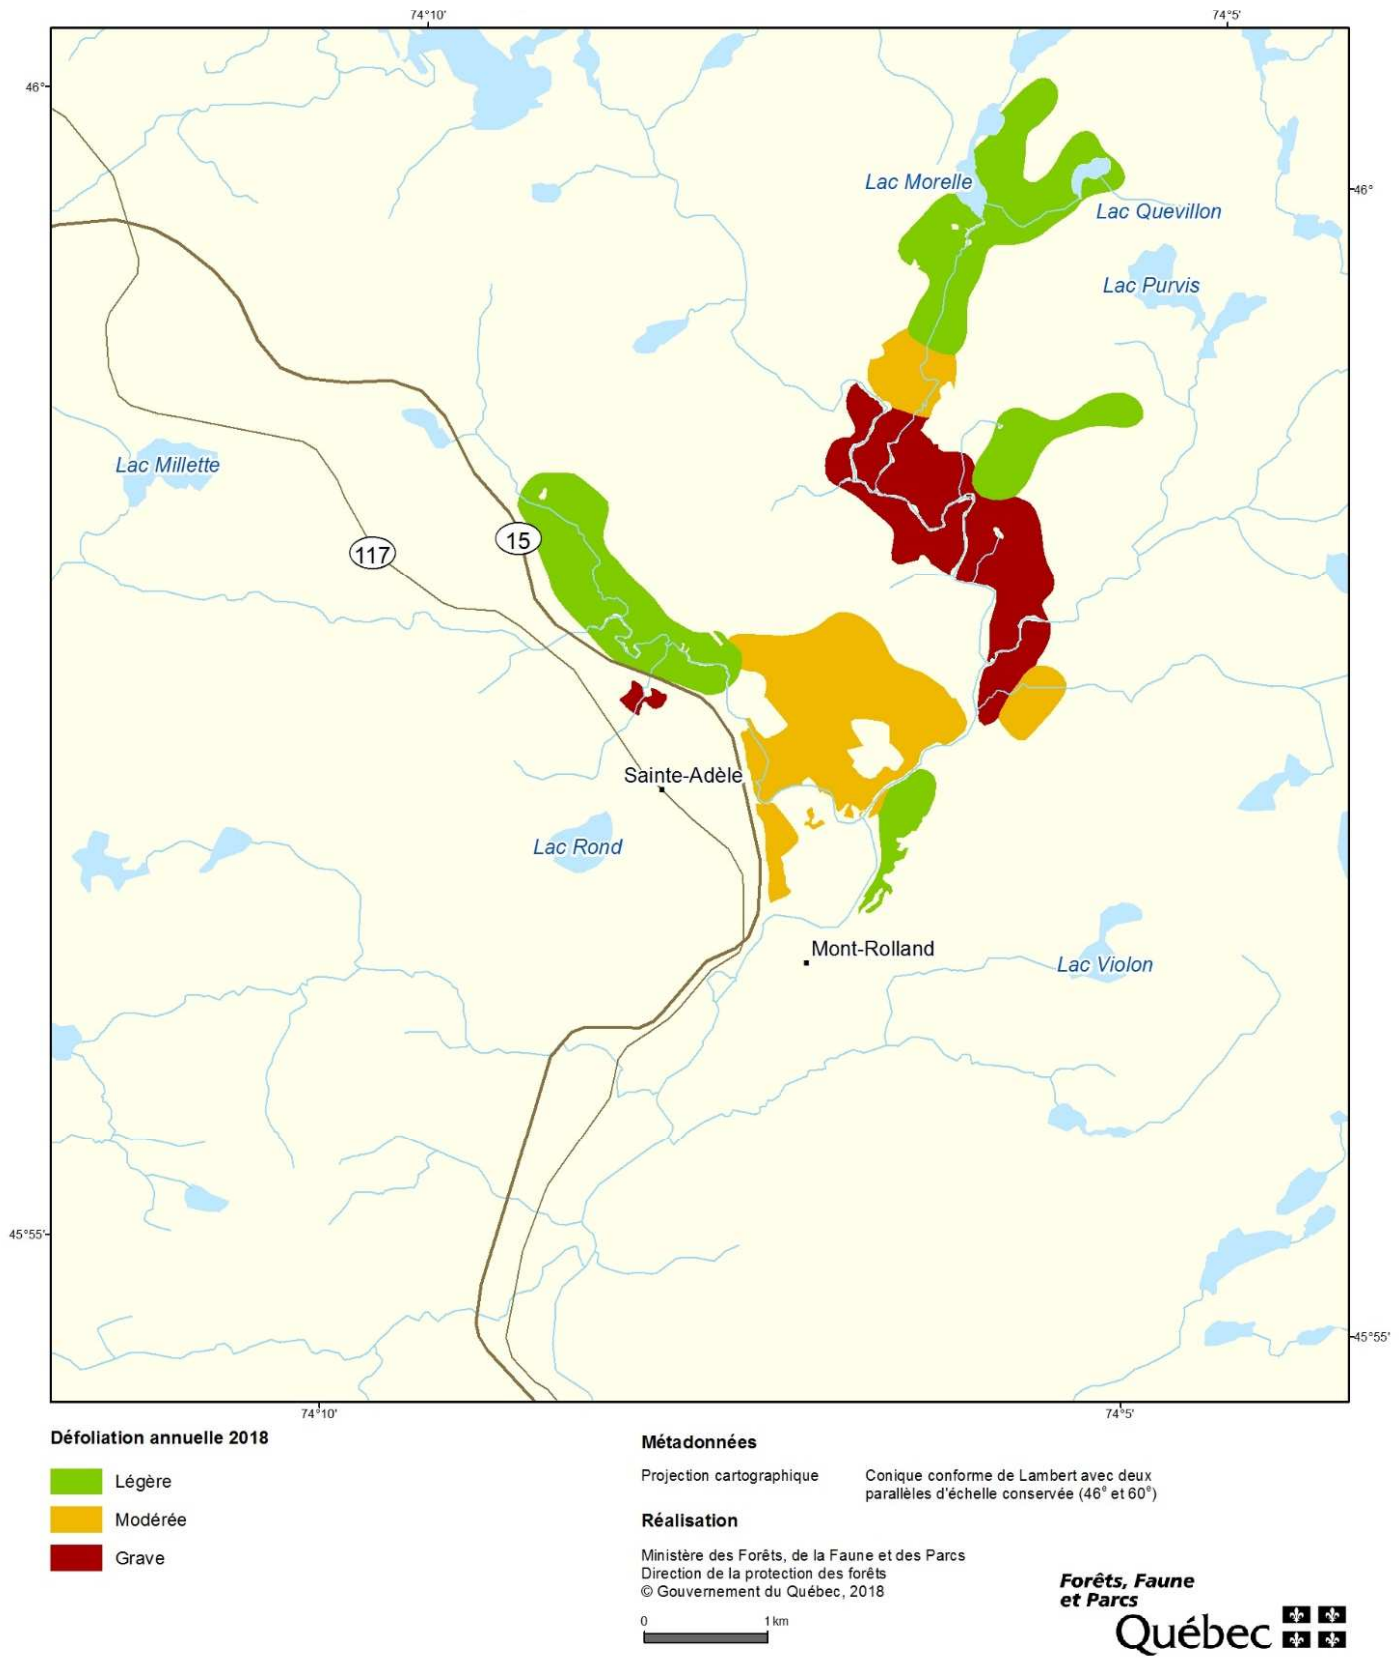 74°10'
74°5'
46°
Lac Morelle
46°
Lac Quevillon
Lac Purvis
Lac Millette
15
117
Sainte-Adèle
Lac Rond
Mont-Rolland
Lac Violon
45°55'
45°55'
74°10'
74°5'
Défoliation annuelle 2018
Légère
Modérée
Grave
Métadonnées
Projection cartographique
Conique conforme de Lambert avec deux
parallèles d'échelle conservée (46° et 60°)
Réalisation
Ministère des Forêts, de la Faune et des Parcs
Direction de la protection des forêts
© Gouvernement du Québec, 2018
0 1 km
Forêts, Faune
et Parcs
Québec